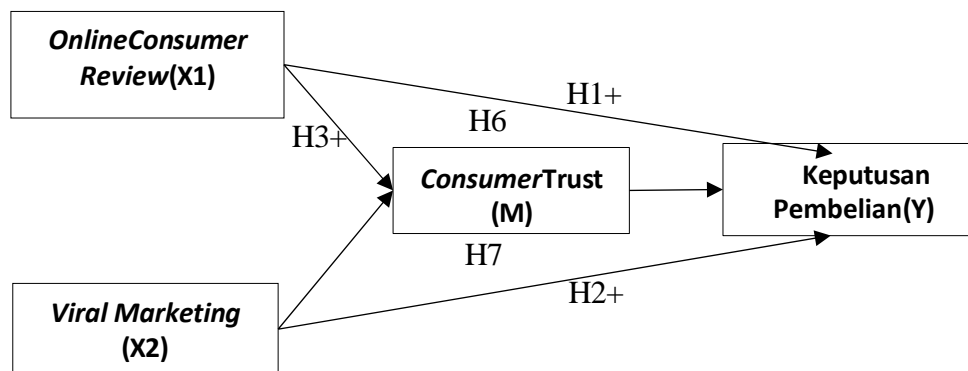 OnlineConsumer
Review(X1)
H1+
H6
H3+
ConsumerTrust
(M)
Keputusan
Pembelian(Y)
H7
H2+
Viral Marketing
(X2)